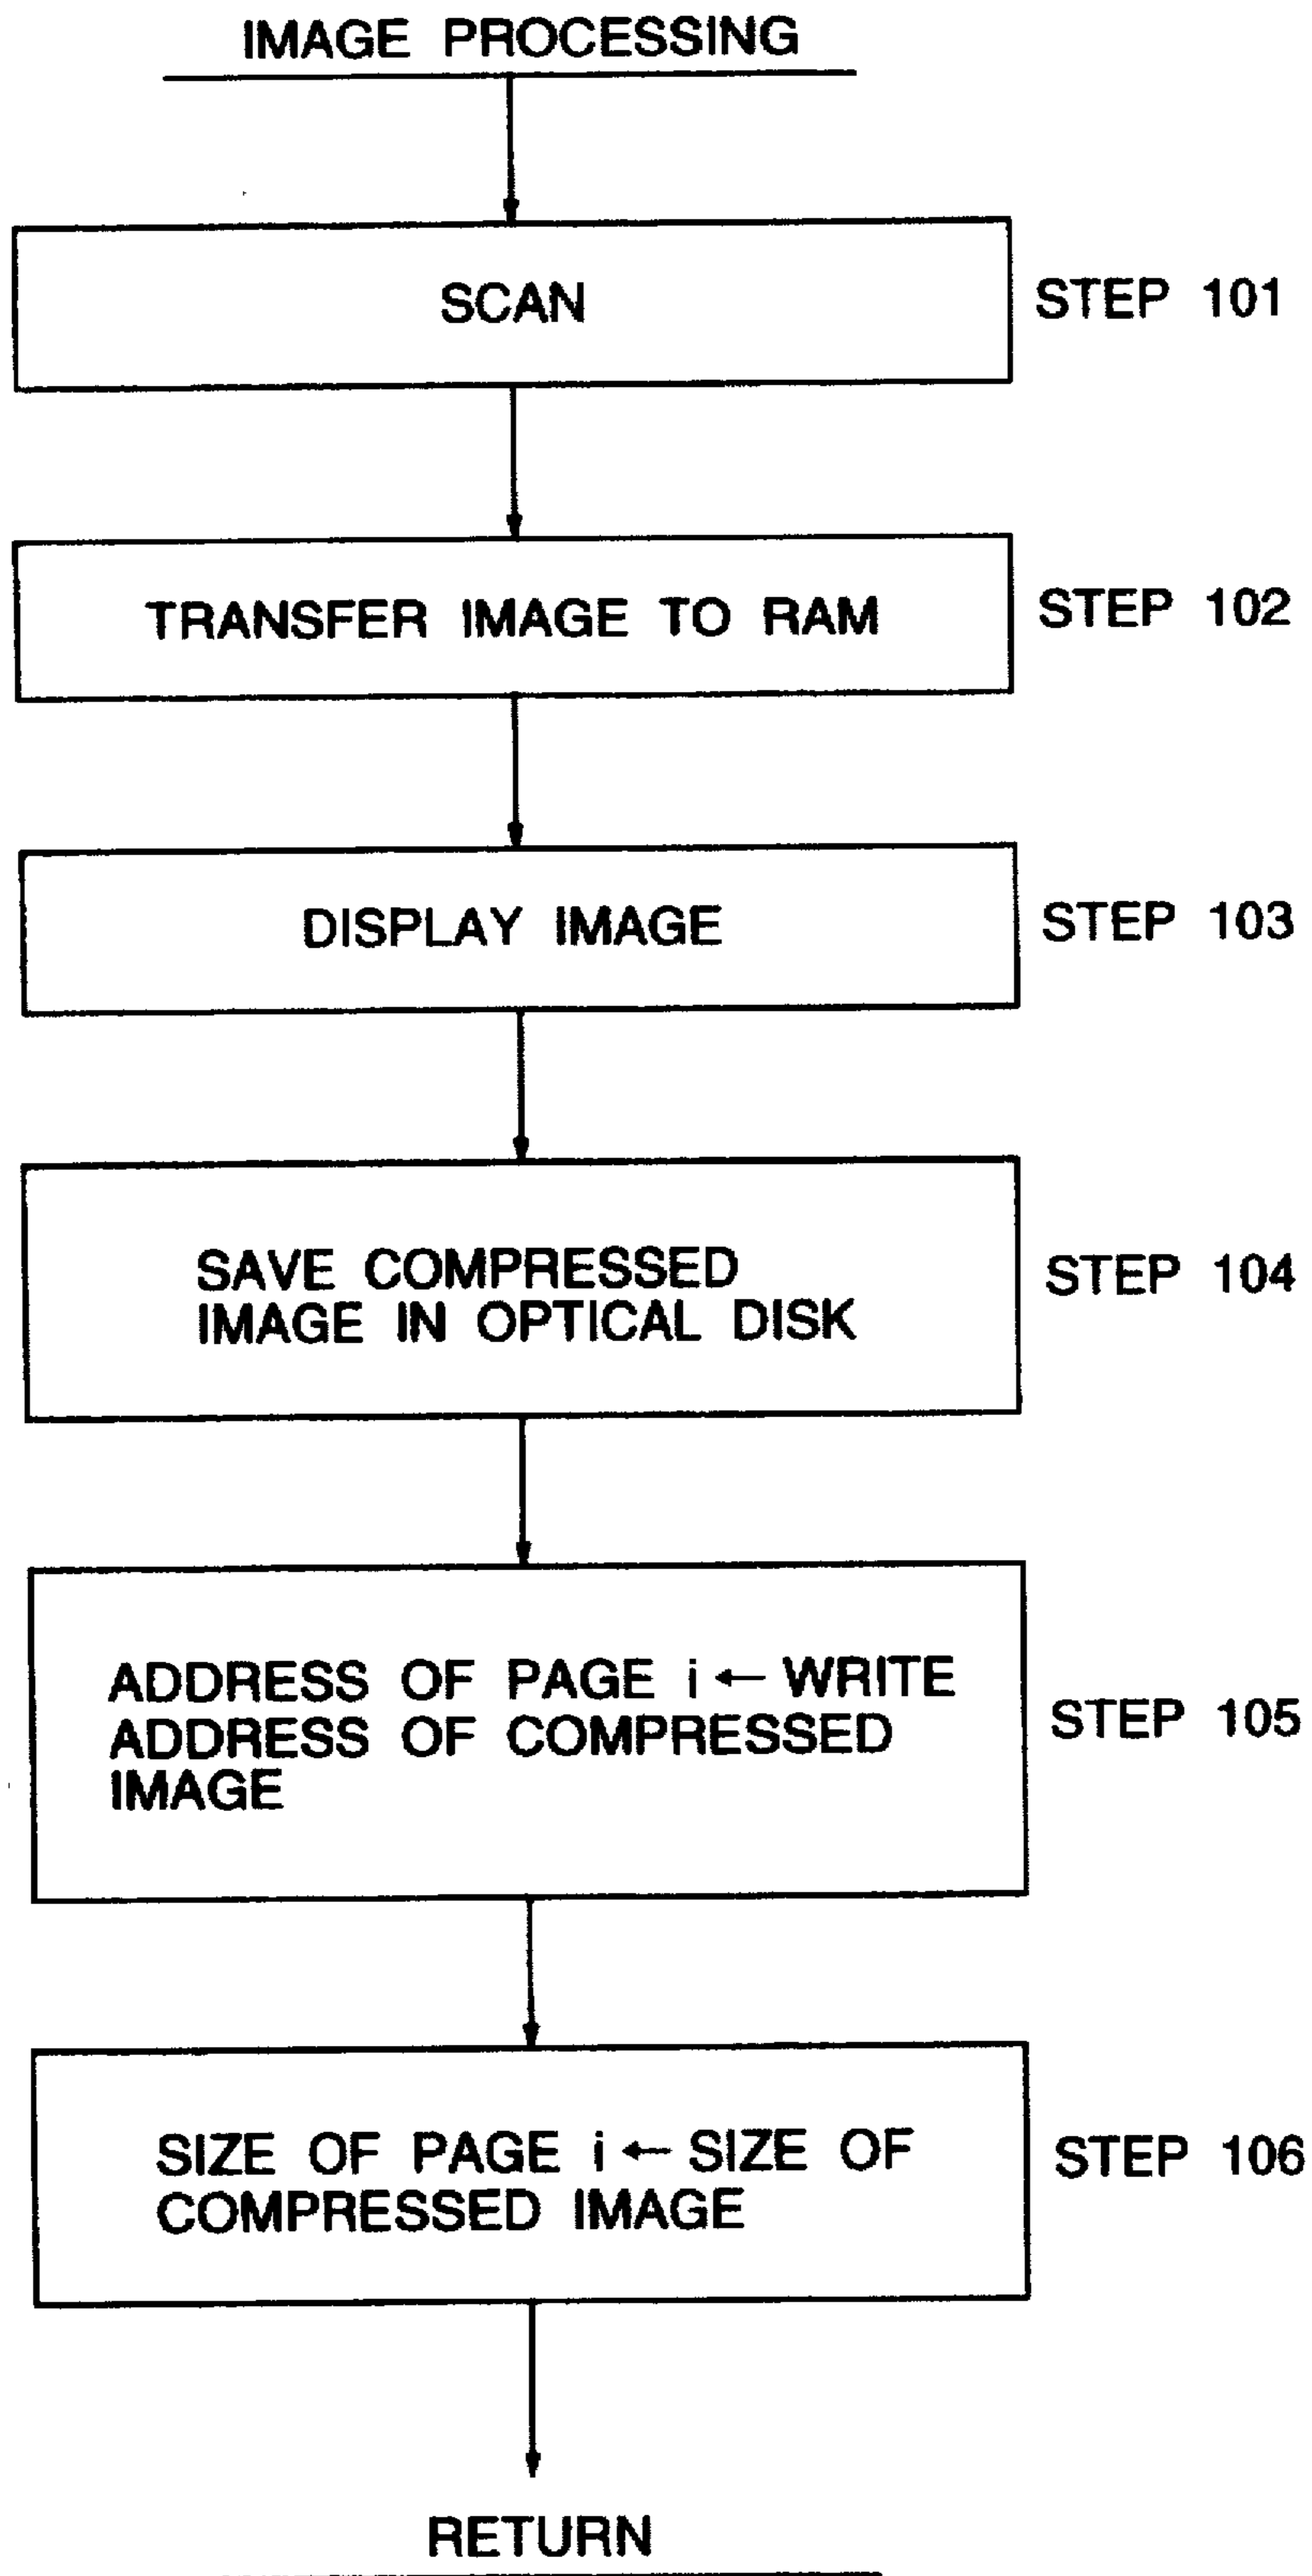 IMAGE PROCESSING
SCAN
STEP 101
TRANSFER IMAGE TO RAM
STEP 102
DISPLAY IMAGE
STEP 103
SAVE COMPRESSED
IMAGE IN OPTICAL DISK
STEP 104
ADDRESS OF PAGE i ← WRITE
ADDRESS OF COMPRESSED
IMAGE
STEP 105
SIZE OF PAGE i ← SIZE OF
COMPRESSED IMAGE
STEP 106
RETURN